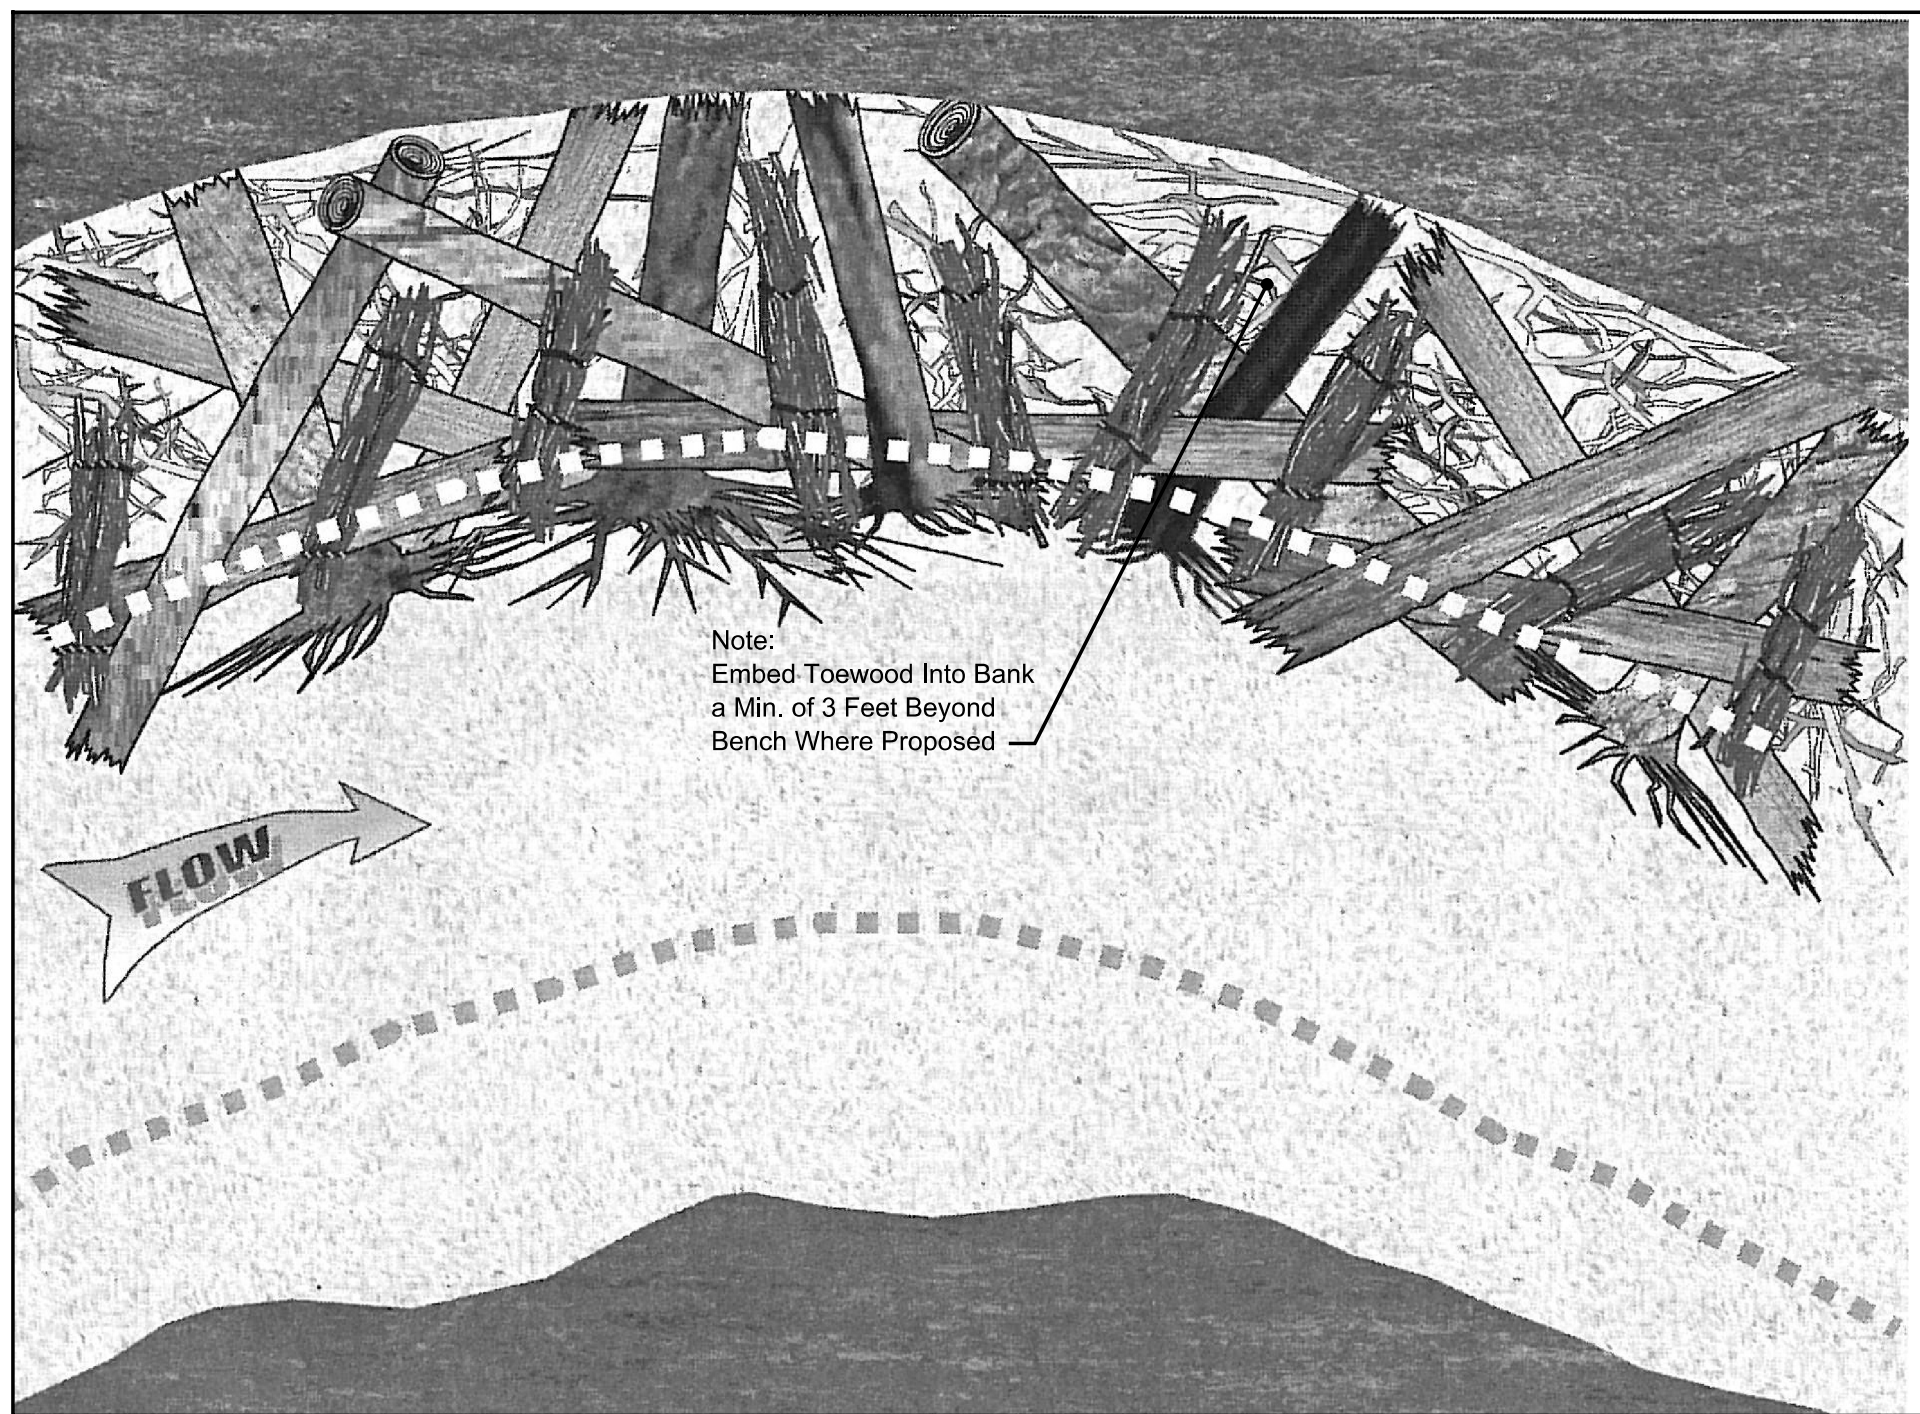 Note:
Embed Toewood Into Bank
a Min. of 3 Feet Beyond
Bench Where Proposed
FLOW